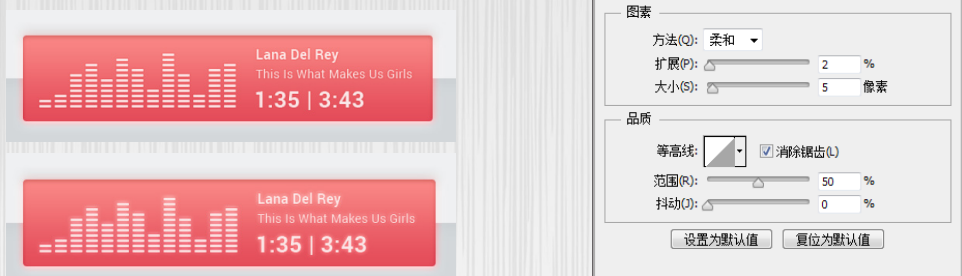 Lana Del Rey
This Is What Makes Us Girls
1:35 | 3:43
Lana Del Rey
This Is What Makes Us Girls
1:35 | 3:43
图素
方法(Q): 柔和
扩展(P): 2 %
大小(S): 5 像素
品质
等高线: 消除锯齿(L)
范围(R): 50 %
抖动(J): 0 %
设置为默认值 复位为默认值